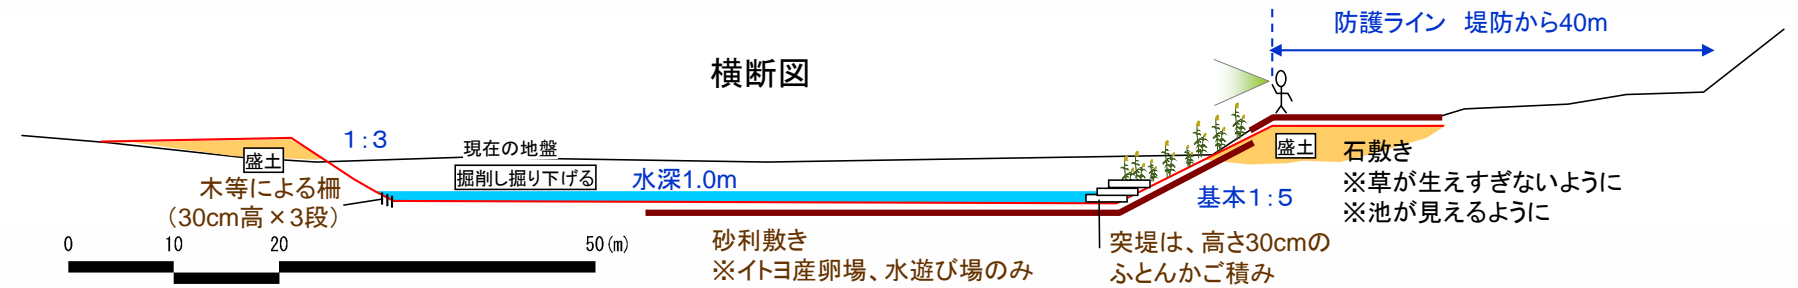 防護ライン 堤防から40m
横断図
1:3
現在の地盤
盛土
掘削し掘り下げる
水深1.0m
盛土
石敷き
※草が生えすぎないように
※池が見えるように
木等による柵
（30cm高×3段）
基本1:5
0 10 20 50(m)
砂利敷き
※イトヨ産卵場、水遊び場のみ
突堤は、高さ30cmの
ふとんかご積み